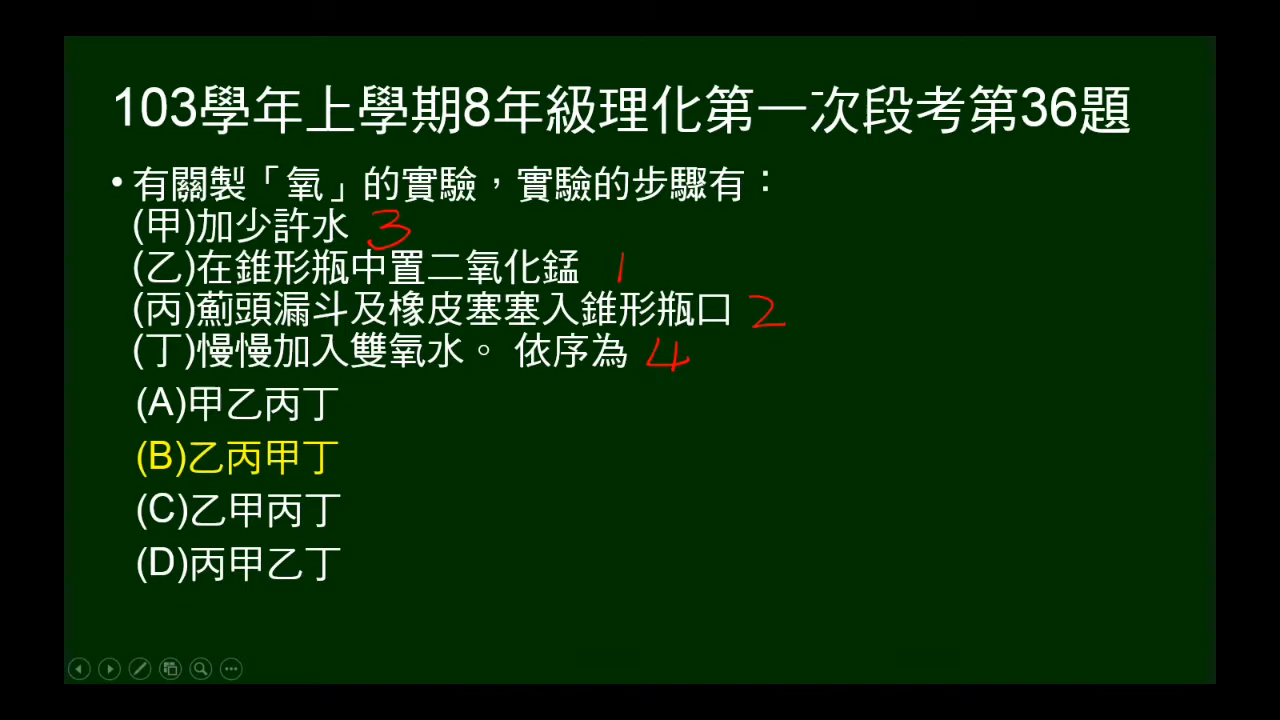 103學年上學期8年級理化第一次段考第36題
• 有關製「氧」的實驗，實驗的步驟有：
(甲)加少許水 3
(乙)在錐形瓶中置二氧化錳 1
(丙)薊頭漏斗及橡皮塞塞入錐形瓶口 2
(丁)慢慢加入雙氧水。 依序為 4
(A)甲乙丙丁
(B)乙丙甲丁
(C)乙甲丙丁
(D)丙甲乙丁